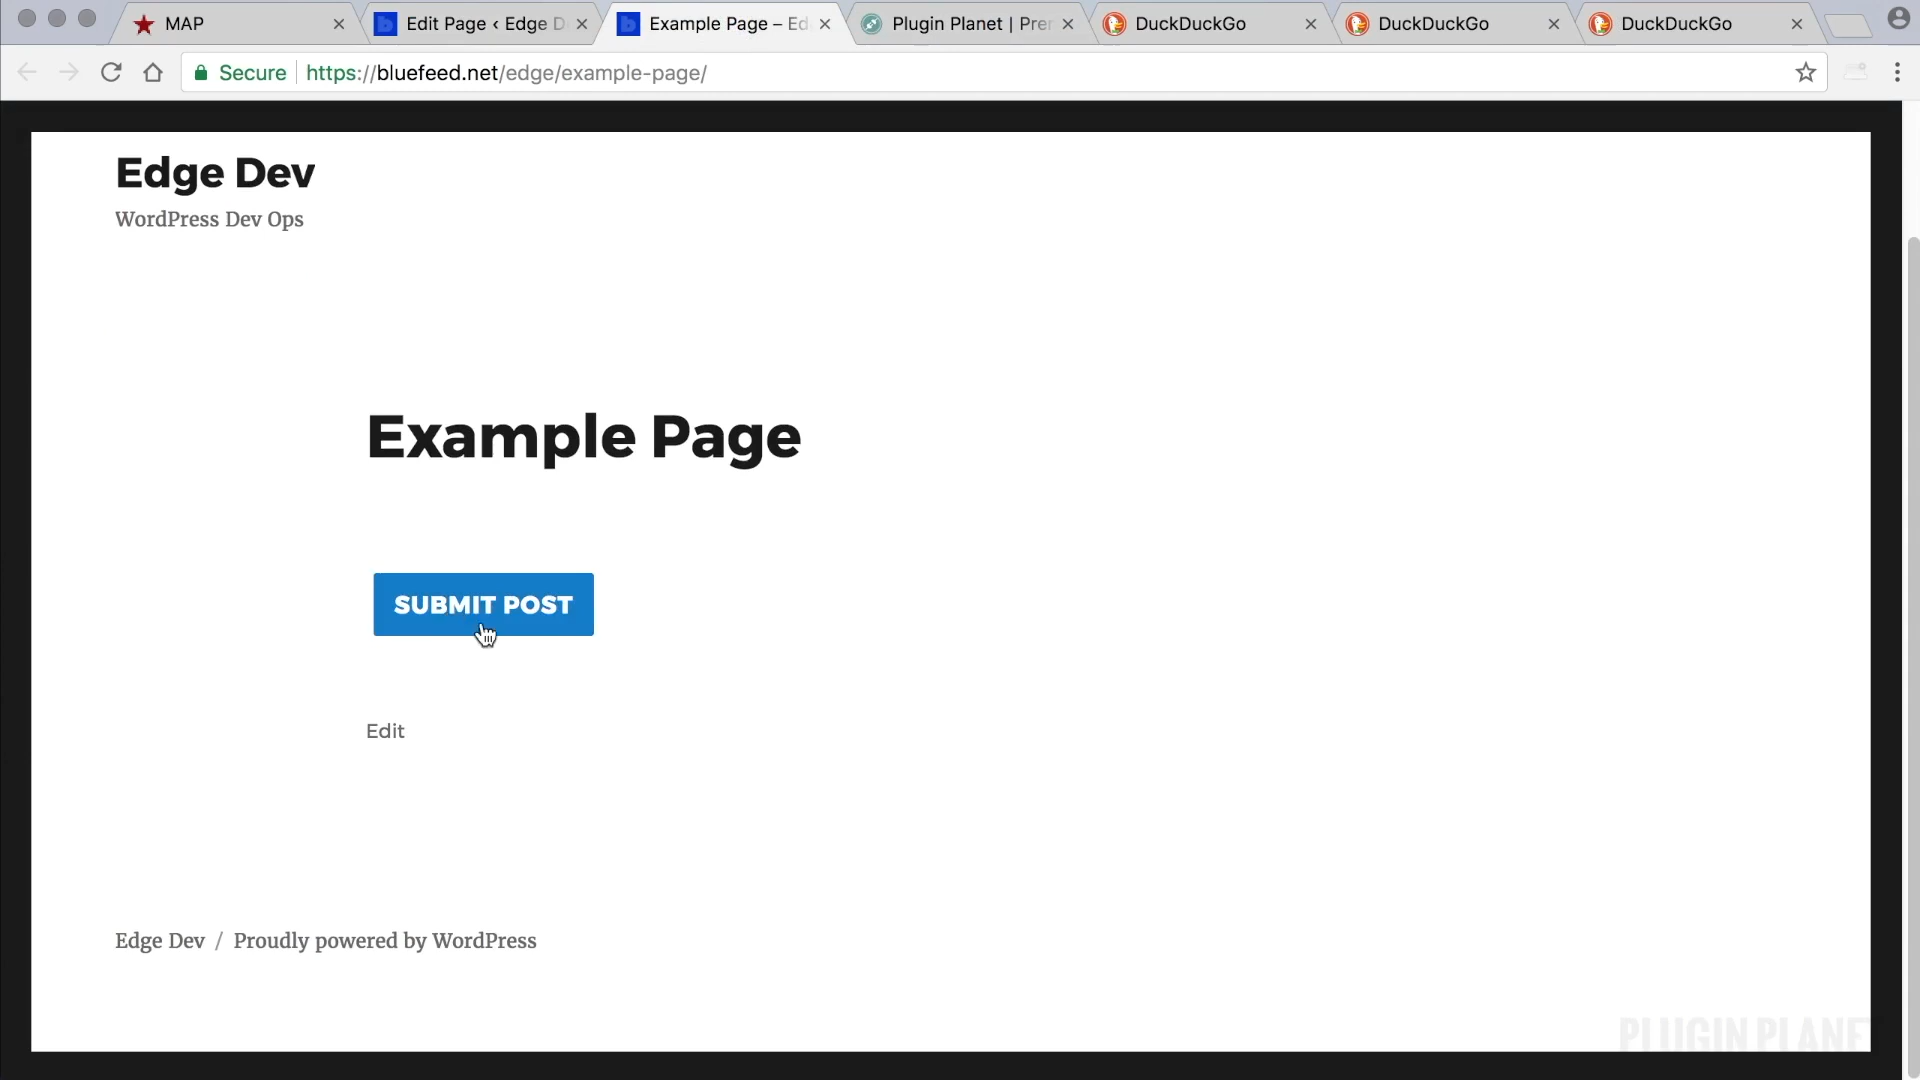 MAP
Edit Page ‹ Edge D
Example Page – Ed
Plugin Planet | Prer
DuckDuckGo
DuckDuckGo
DuckDuckGo
Secure
https://bluefeed.net/edge/example-page/
Edge Dev
WordPress Dev Ops
Example Page
SUBMIT POST
Edit
Edge Dev / Proudly powered by WordPress
PLUGIN PLANET